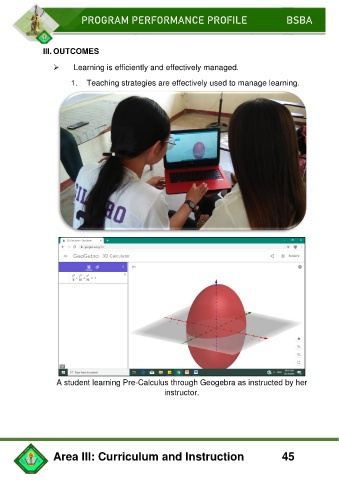 PROGRAM PERFORMANCE PROFILE BSBA
III. OUTCOMES
➢ Learning is efficiently and effectively managed.
1. Teaching strategies are effectively used to manage learning.
GeoGebra 3D Calculator
A student learning Pre-Calculus through Geogebra as instructed by her
instructor.
Area III: Curriculum and Instruction 45